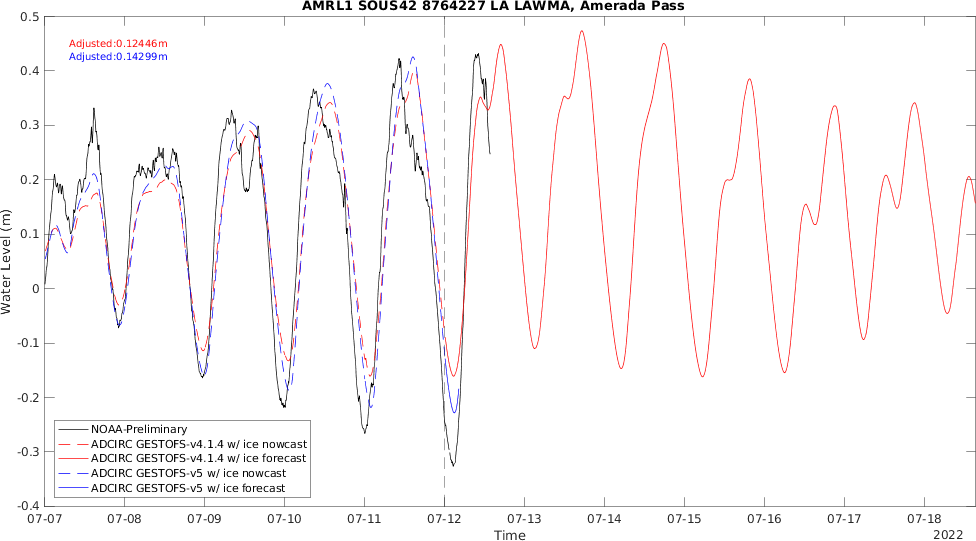 AMRL1 SOUS42 8764227 LA LAWMA, Amerada Pass
0.5
0.4
0.3
0.2
0.1
0
-0.1
-0.2
-0.3
-0.4
Water Level (m)
Adjusted:0.12446m
Adjusted:0.14299m
NOAA-Preliminary
ADCIRC GESTOFS-v4.1.4 w/ ice nowcast
ADCIRC GESTOFS-v4.1.4 w/ ice forecast
ADCIRC GESTOFS-v5 w/ ice nowcast
ADCIRC GESTOFS-v5 w/ ice forecast
07-07 07-08 07-09 07-10 07-11 07-12 07-13 07-14 07-15 07-16 07-17 07-18
Time
2022